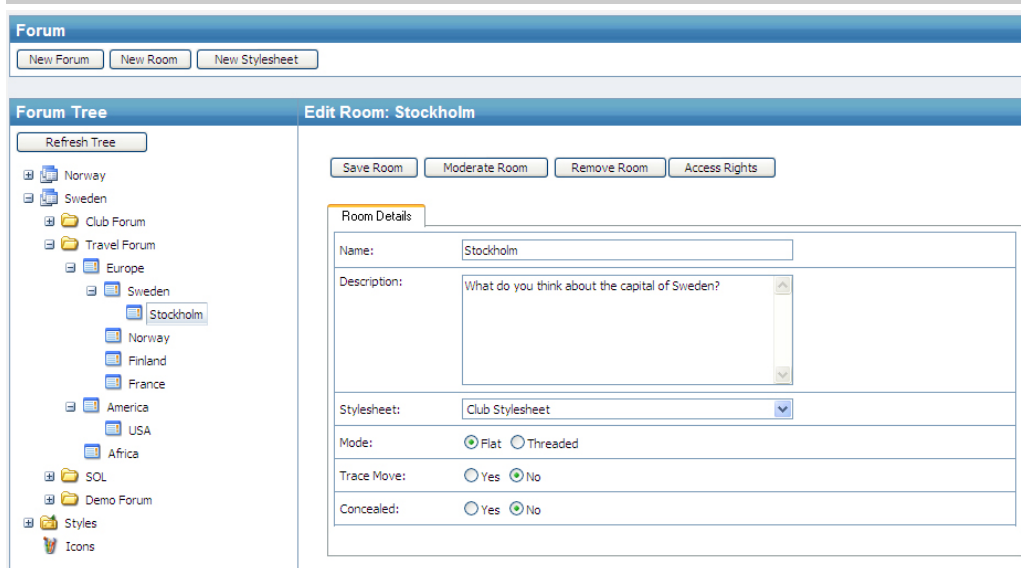 Forum
New Forum New Room New Stylesheet
Forum Tree
Refresh Tree
Norway
Sweden
Club Forum
Travel Forum
Europe
Sweden
Stockholm
Norway
Finland
France
America
USA
Africa
SOL
Demo Forum
Styles
Icons
Edit Room: Stockholm
Save Room Moderate Room Remove Room Access Rights
Room Details
Name: Stockholm
Description: What do you think about the capital of Sweden?
Stylesheet: Club Stylesheet
Mode: Flat Threaded
Trace Move: Yes No
Concealed: Yes No